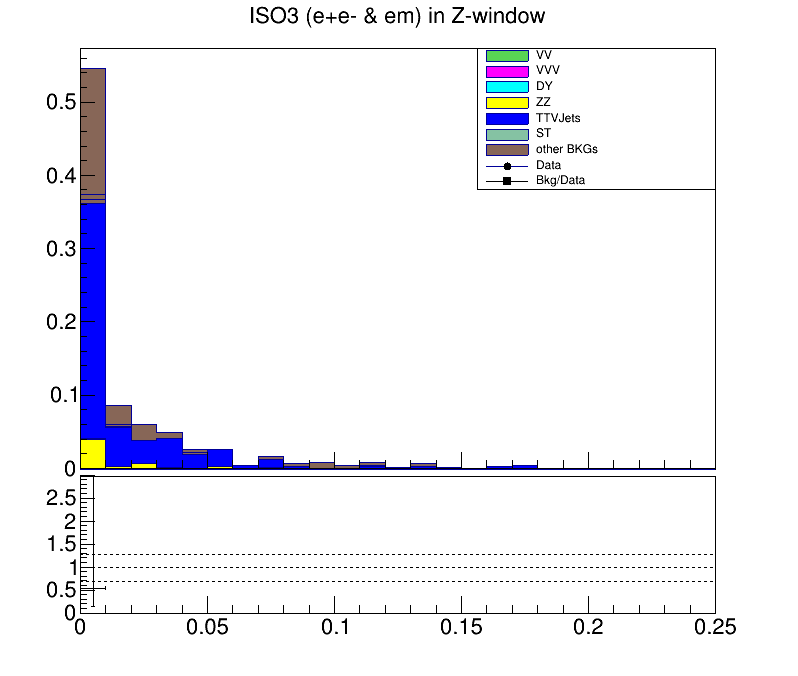 ISO3 (e+e- & em) in Z-window
VV
VVV
DY
ZZ
TTVJets
ST
other BKGs
Data
Bkg/Data
0.5
0.4
0.3
0.2
0.1
0
2.5
2
1.5
1
0.5
0
0 0.05 0.1 0.15 0.2 0.25